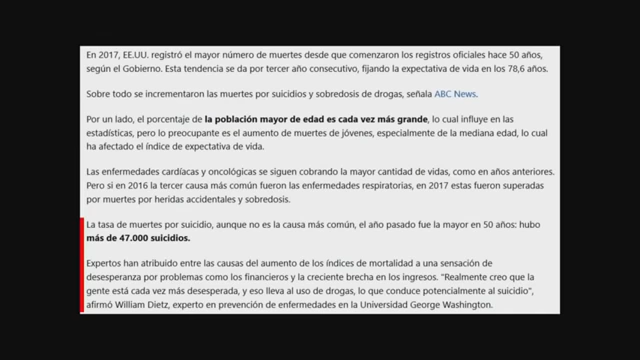 En 2017, EE.UU. registró el mayor número de muertes desde que comenzaron los registros oficiales hace 50 años,
según el Gobierno. Esta tendencia se da por tercer año consecutivo, fijando la expectativa de vida en los 78,6 años.
Sobre todo se incrementaron las muertes por suicidios y sobredosis de drogas, señala ABC News.
Por un lado, el porcentaje de la población mayor de edad es cada vez más grande, lo cual influye en las
estadísticas, pero lo preocupante es el aumento de muertes de jóvenes, especialmente de la mediana edad, lo cual
ha afectado el índice de expectativa de vida.
Las enfermedades cardíacas y oncológicas se siguen cobrando la mayor cantidad de vidas, como en años anteriores.
Pero si en 2016 la tercer causa más común fueron las enfermedades respiratorias, en 2017 estas fueron superadas
por muertes por heridas accidentales y sobredosis.
La tasa de muertes por suicidio, aunque no es la causa más común, el año pasado fue la mayor en 50 años: hubo
más de 47.000 suicidios.
Expertos han atribuido entre las causas del aumento de los índices de mortalidad a una sensación de
desesperanza por problemas como los financieros y la creciente brecha en los ingresos. "Realmente creo que la
gente está cada vez más desesperada, y eso lleva al uso de drogas, lo que conduce potencialmente al suicidio",
afirmó William Dietz, experto en prevención de enfermedades en la Universidad George Washington.